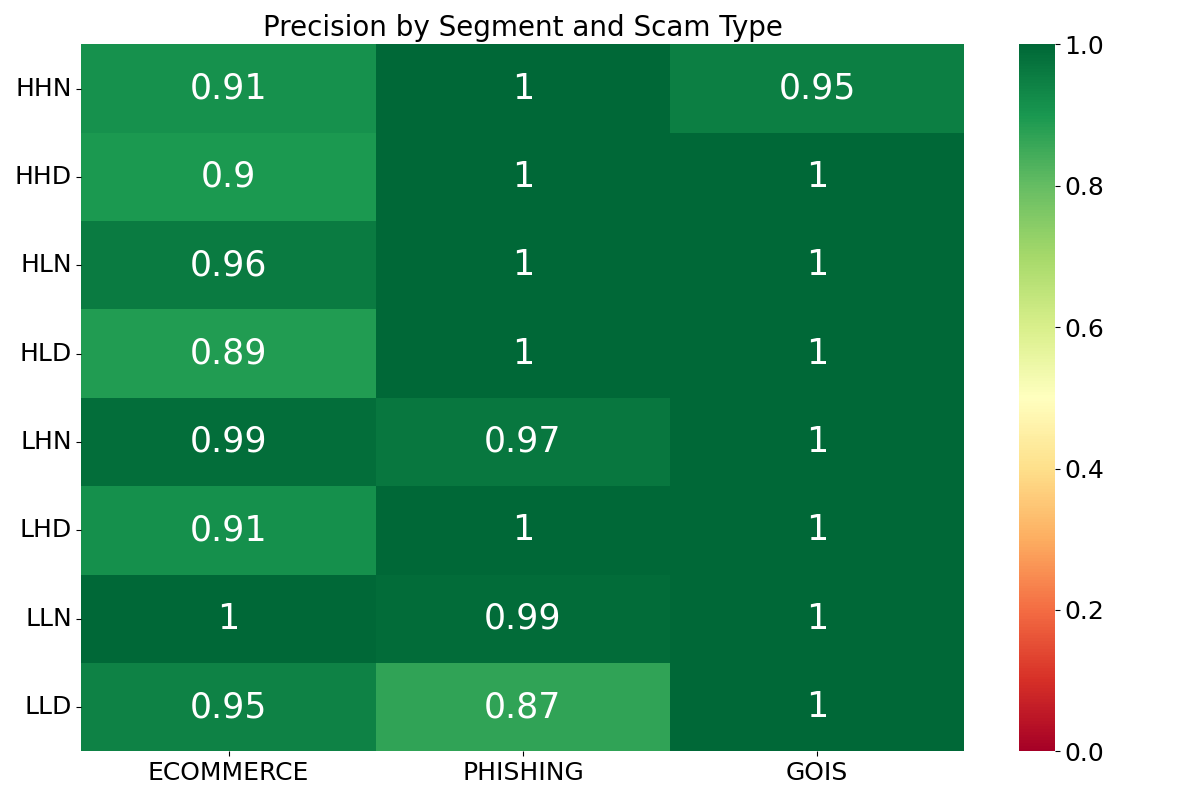 Precision by Segment and Scam Type
HHN 0.91 1 0.95 1.0
HHD 0.9 1 1 0.8
HLN 0.96 1 1
HLD 0.89 1 1 0.6
LHN 0.99 0.97 1 0.4
LHD 0.91 1 1
LLN 1 0.99 1 0.2
LLD 0.95 0.87 1 0.0
ECOMMERCE PHISHING GOIS